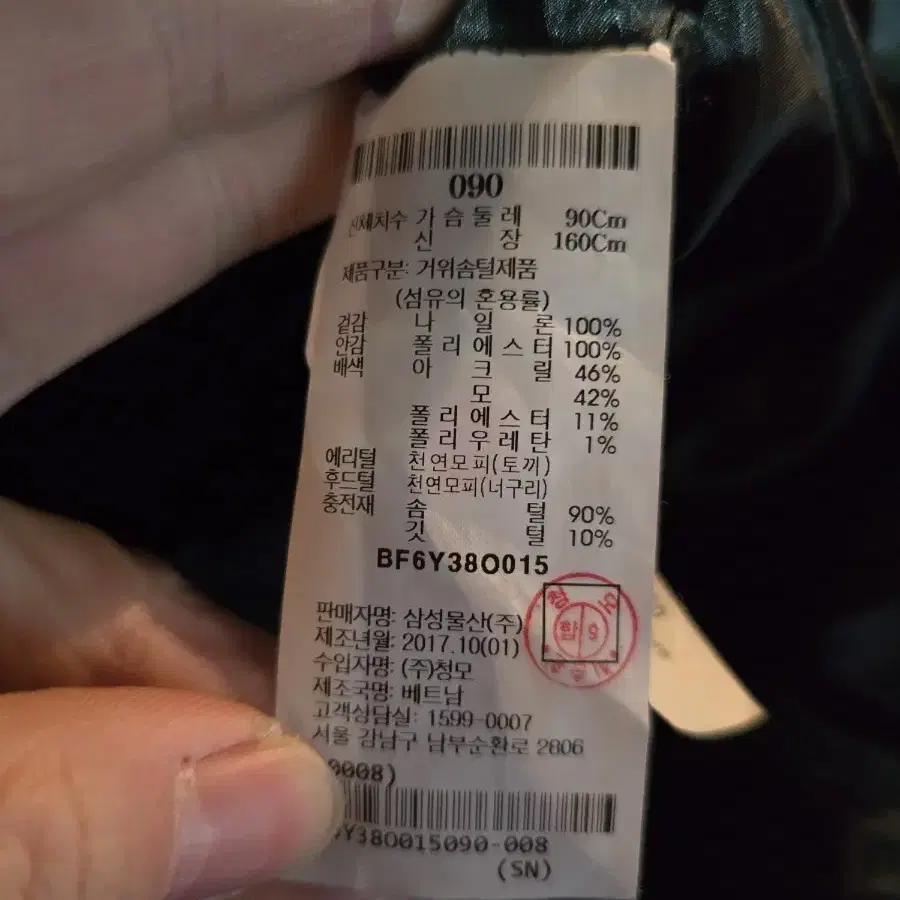 090
신체치수 가 슴 둘 레 90Cm
신 장 160Cm
제품구분: 거위솜털제품
(섬유의 혼용률)
겉감 나 일 론 100%
안감 폴 리 에 스 터 100%
배색 아 크 릴 46%
모 42%
폴 리 에 스 터 11%
폴 리 우 레 탄 1%
에리털 천연모피(토끼)
후드털 천연모피(너구리)
충전재 솜 털 90%
깃 털 10%
BF6Y38O015
판매자명: 삼성물산(주)
제조년월: 2017.10(01)
수입자명: (주)청모
제조국명: 베트남
고객상담실: 1599-0007
서울 강남구 남부순환로 2806
0008)
Y38O015090-008
(SN)